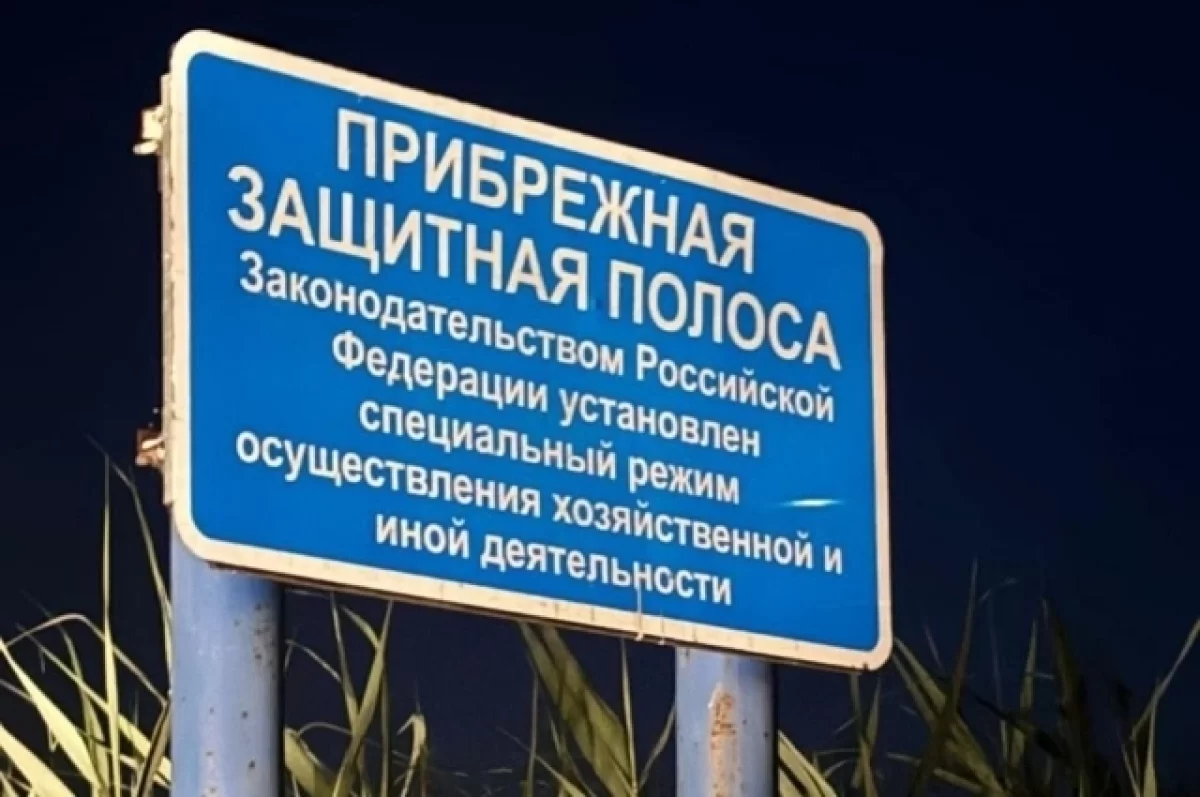 ПРИБРЕЖНАЯ
ЗАЩИТНАЯ ПОЛОСА
Законодательством Российской
Федерации установлен
специальный режим
осуществления хозяйственной и
иной деятельности